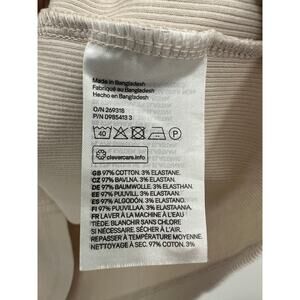 Made in Bangladesh
Fabriqué au Bangladesh
Hecho en Bangladesh
O/N 269318
P/N 0985413 3
40
P
clevercare.info
GB 97% COTTON. 3% ELASTANE.
CZ 97% BAVLNA. 3% ELASTAN.
DE 97% BAUMWOLLE. 3% ELASTHAN.
EE 97% PUUVILL. 3% ELASTAAN.
ES 97% ALGODÓN. 3% ELASTANO.
FI 97% PUUVILLAA. 3% ELASTAANIA.
FR LAVER À LA MACHINE À L'EAU
TIÈDE. BLANCHIR SANS CHLORE
SI NÉCESSAIRE. SÉCHER À L'AIR.
REPASSER À TEMPÉRATURE MOYENNE.
NETTOYAGE À SEC. 97% COTON, 3%